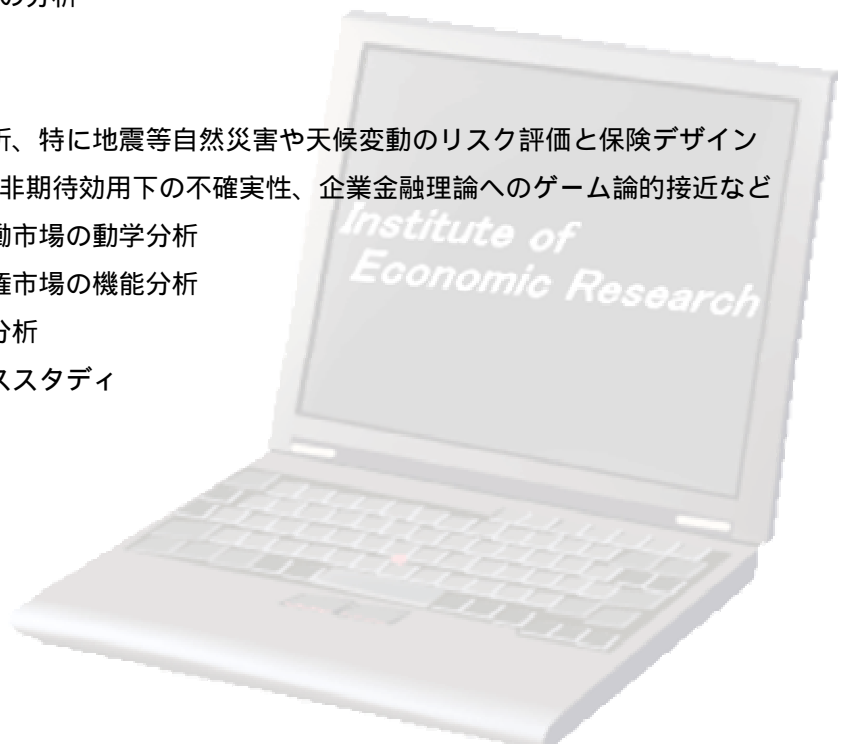 の分析
析、特に地震等自然災害や天候変動のリスク評価と保険デザイン
非期待効用下の不確実性、企業金融理論へのゲーム論的接近など
働市場の動学分析
Institute of
権市場の機能分析
Economic Research
分析
ススタディ